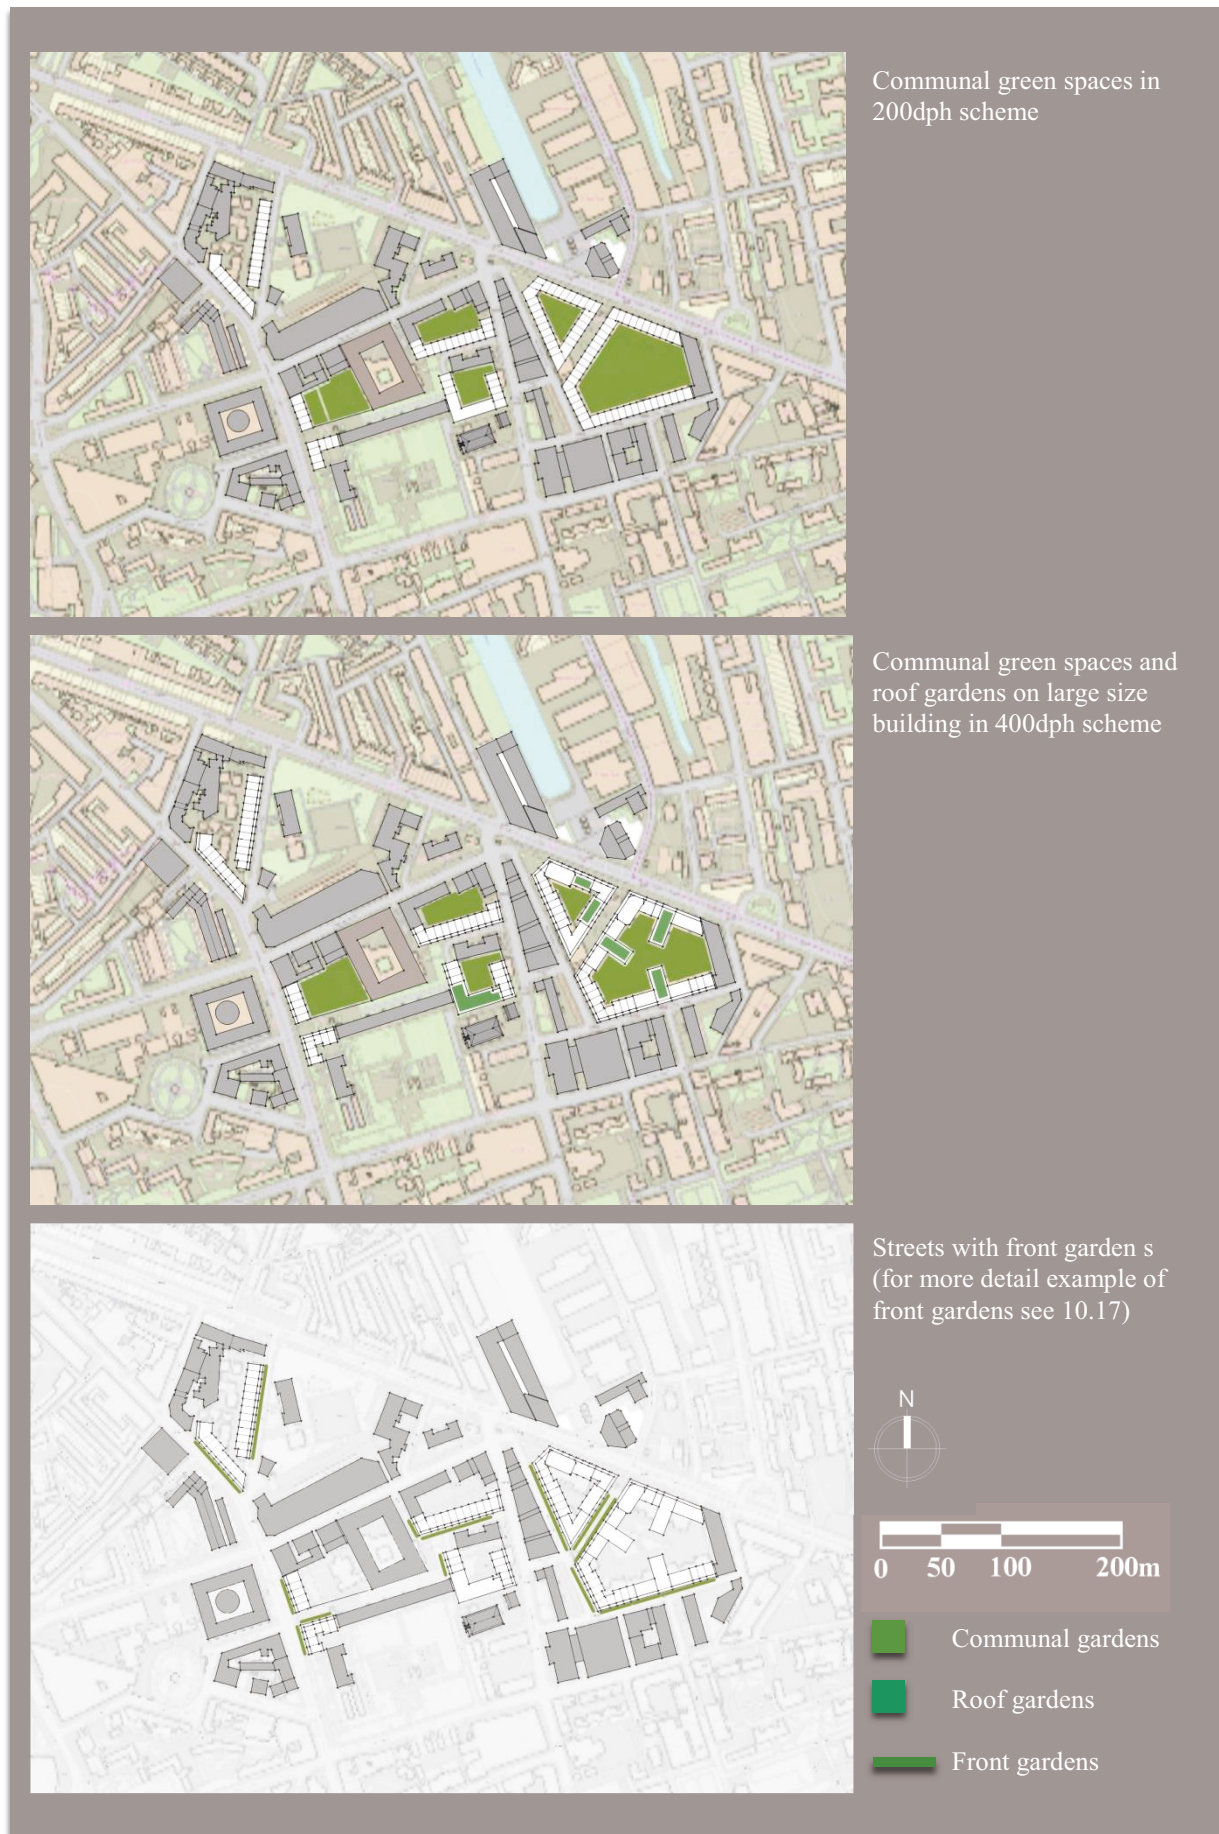 Communal green spaces in
200dph scheme
Communal green spaces and
roof gardens on large size
building in 400dph scheme
Streets with front garden s
(for more detail example of
front gardens see 10.17)
N
0 50 100 200m
Communal gardens
Roof gardens
Front gardens